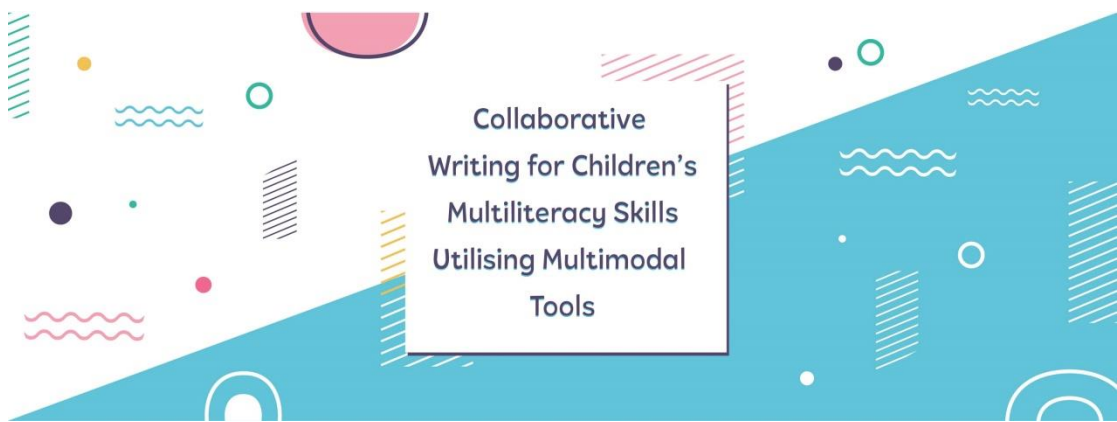 Collaborative
Writing for Children's
Multiliteracy Skills
Utilising Multimodal
Tools